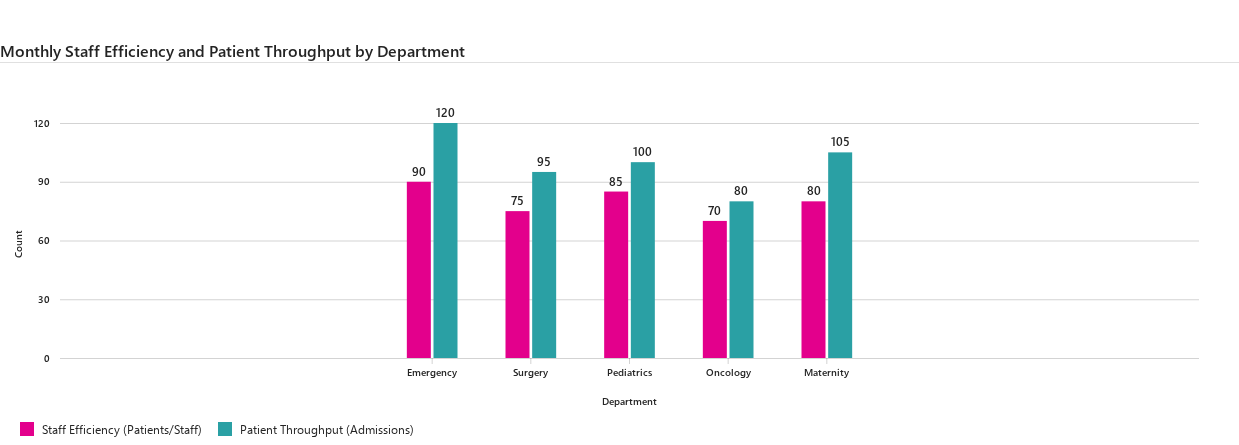 Monthly Staff Efficiency and Patient Throughput by Department
120
90
60
30
0
Count
90
120
75
95
85
100
70
80
80
105
Emergency
Surgery
Pediatrics
Oncology
Maternity
Department
Staff Efficiency (Patients/Staff)
Patient Throughput (Admissions)